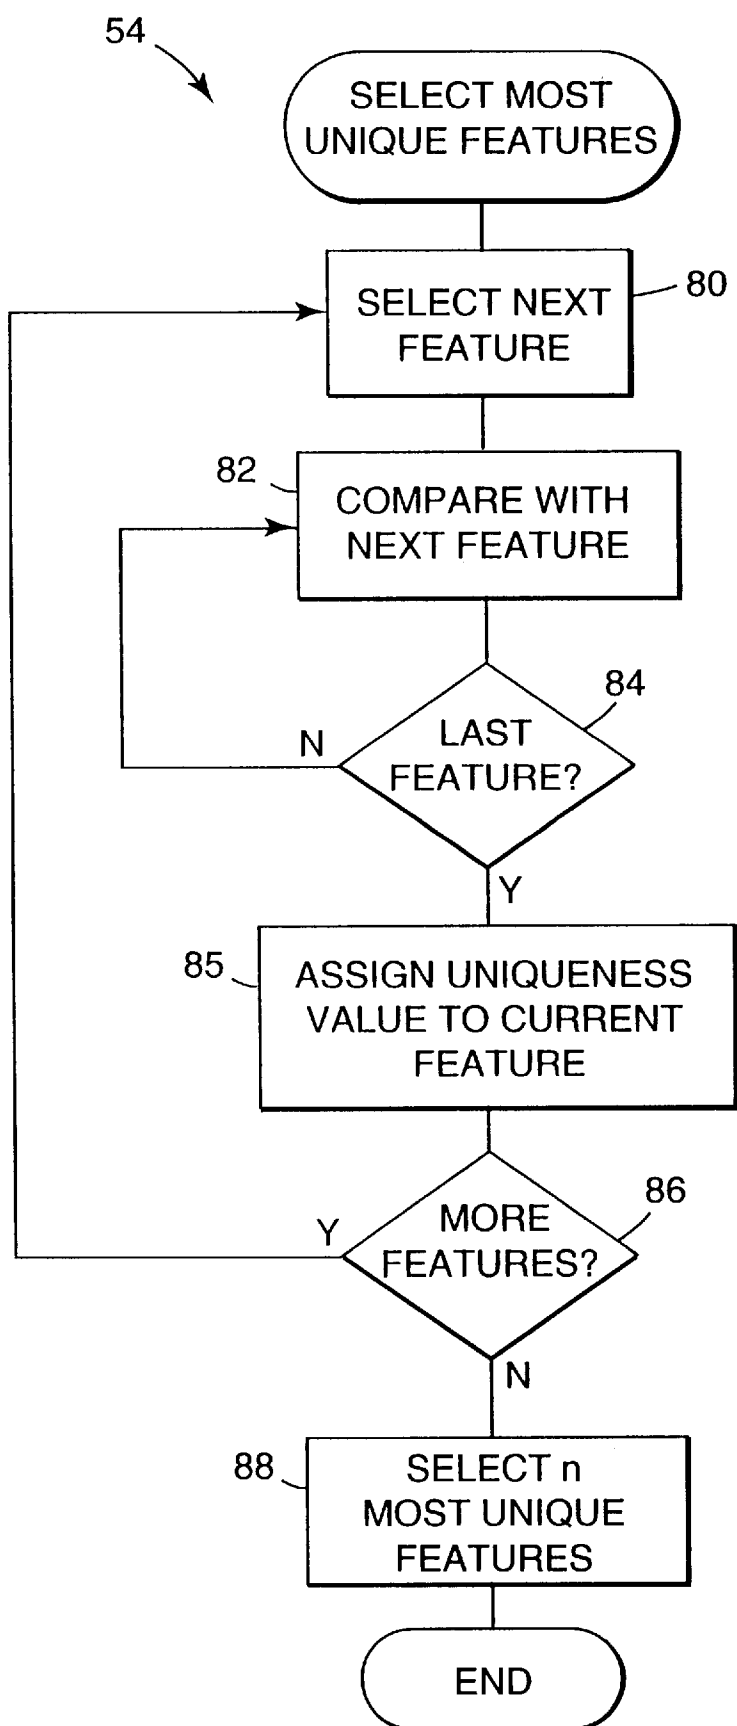 54
SELECT MOST
UNIQUE FEATURES
SELECT NEXT
FEATURE
80
82
COMPARE WITH
NEXT FEATURE
84
LAST
FEATURE?
N
Y
85
ASSIGN UNIQUENESS
VALUE TO CURRENT
FEATURE
86
MORE
FEATURES?
Y
N
88
SELECT n
MOST UNIQUE
FEATURES
END